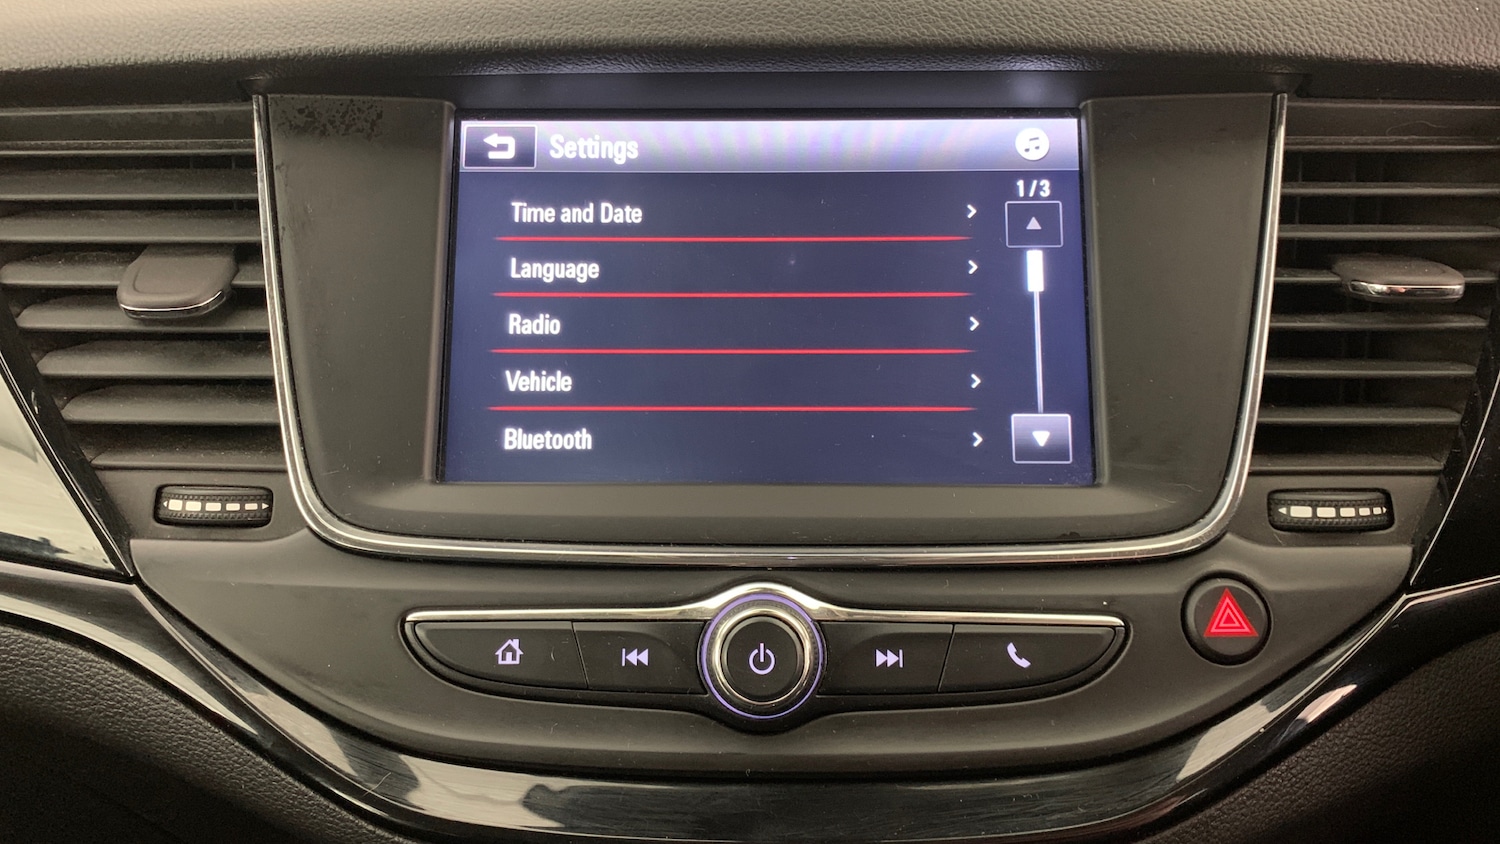 Settings
1/3
Time and Date
Language
Radio
Vehicle
Bluetooth